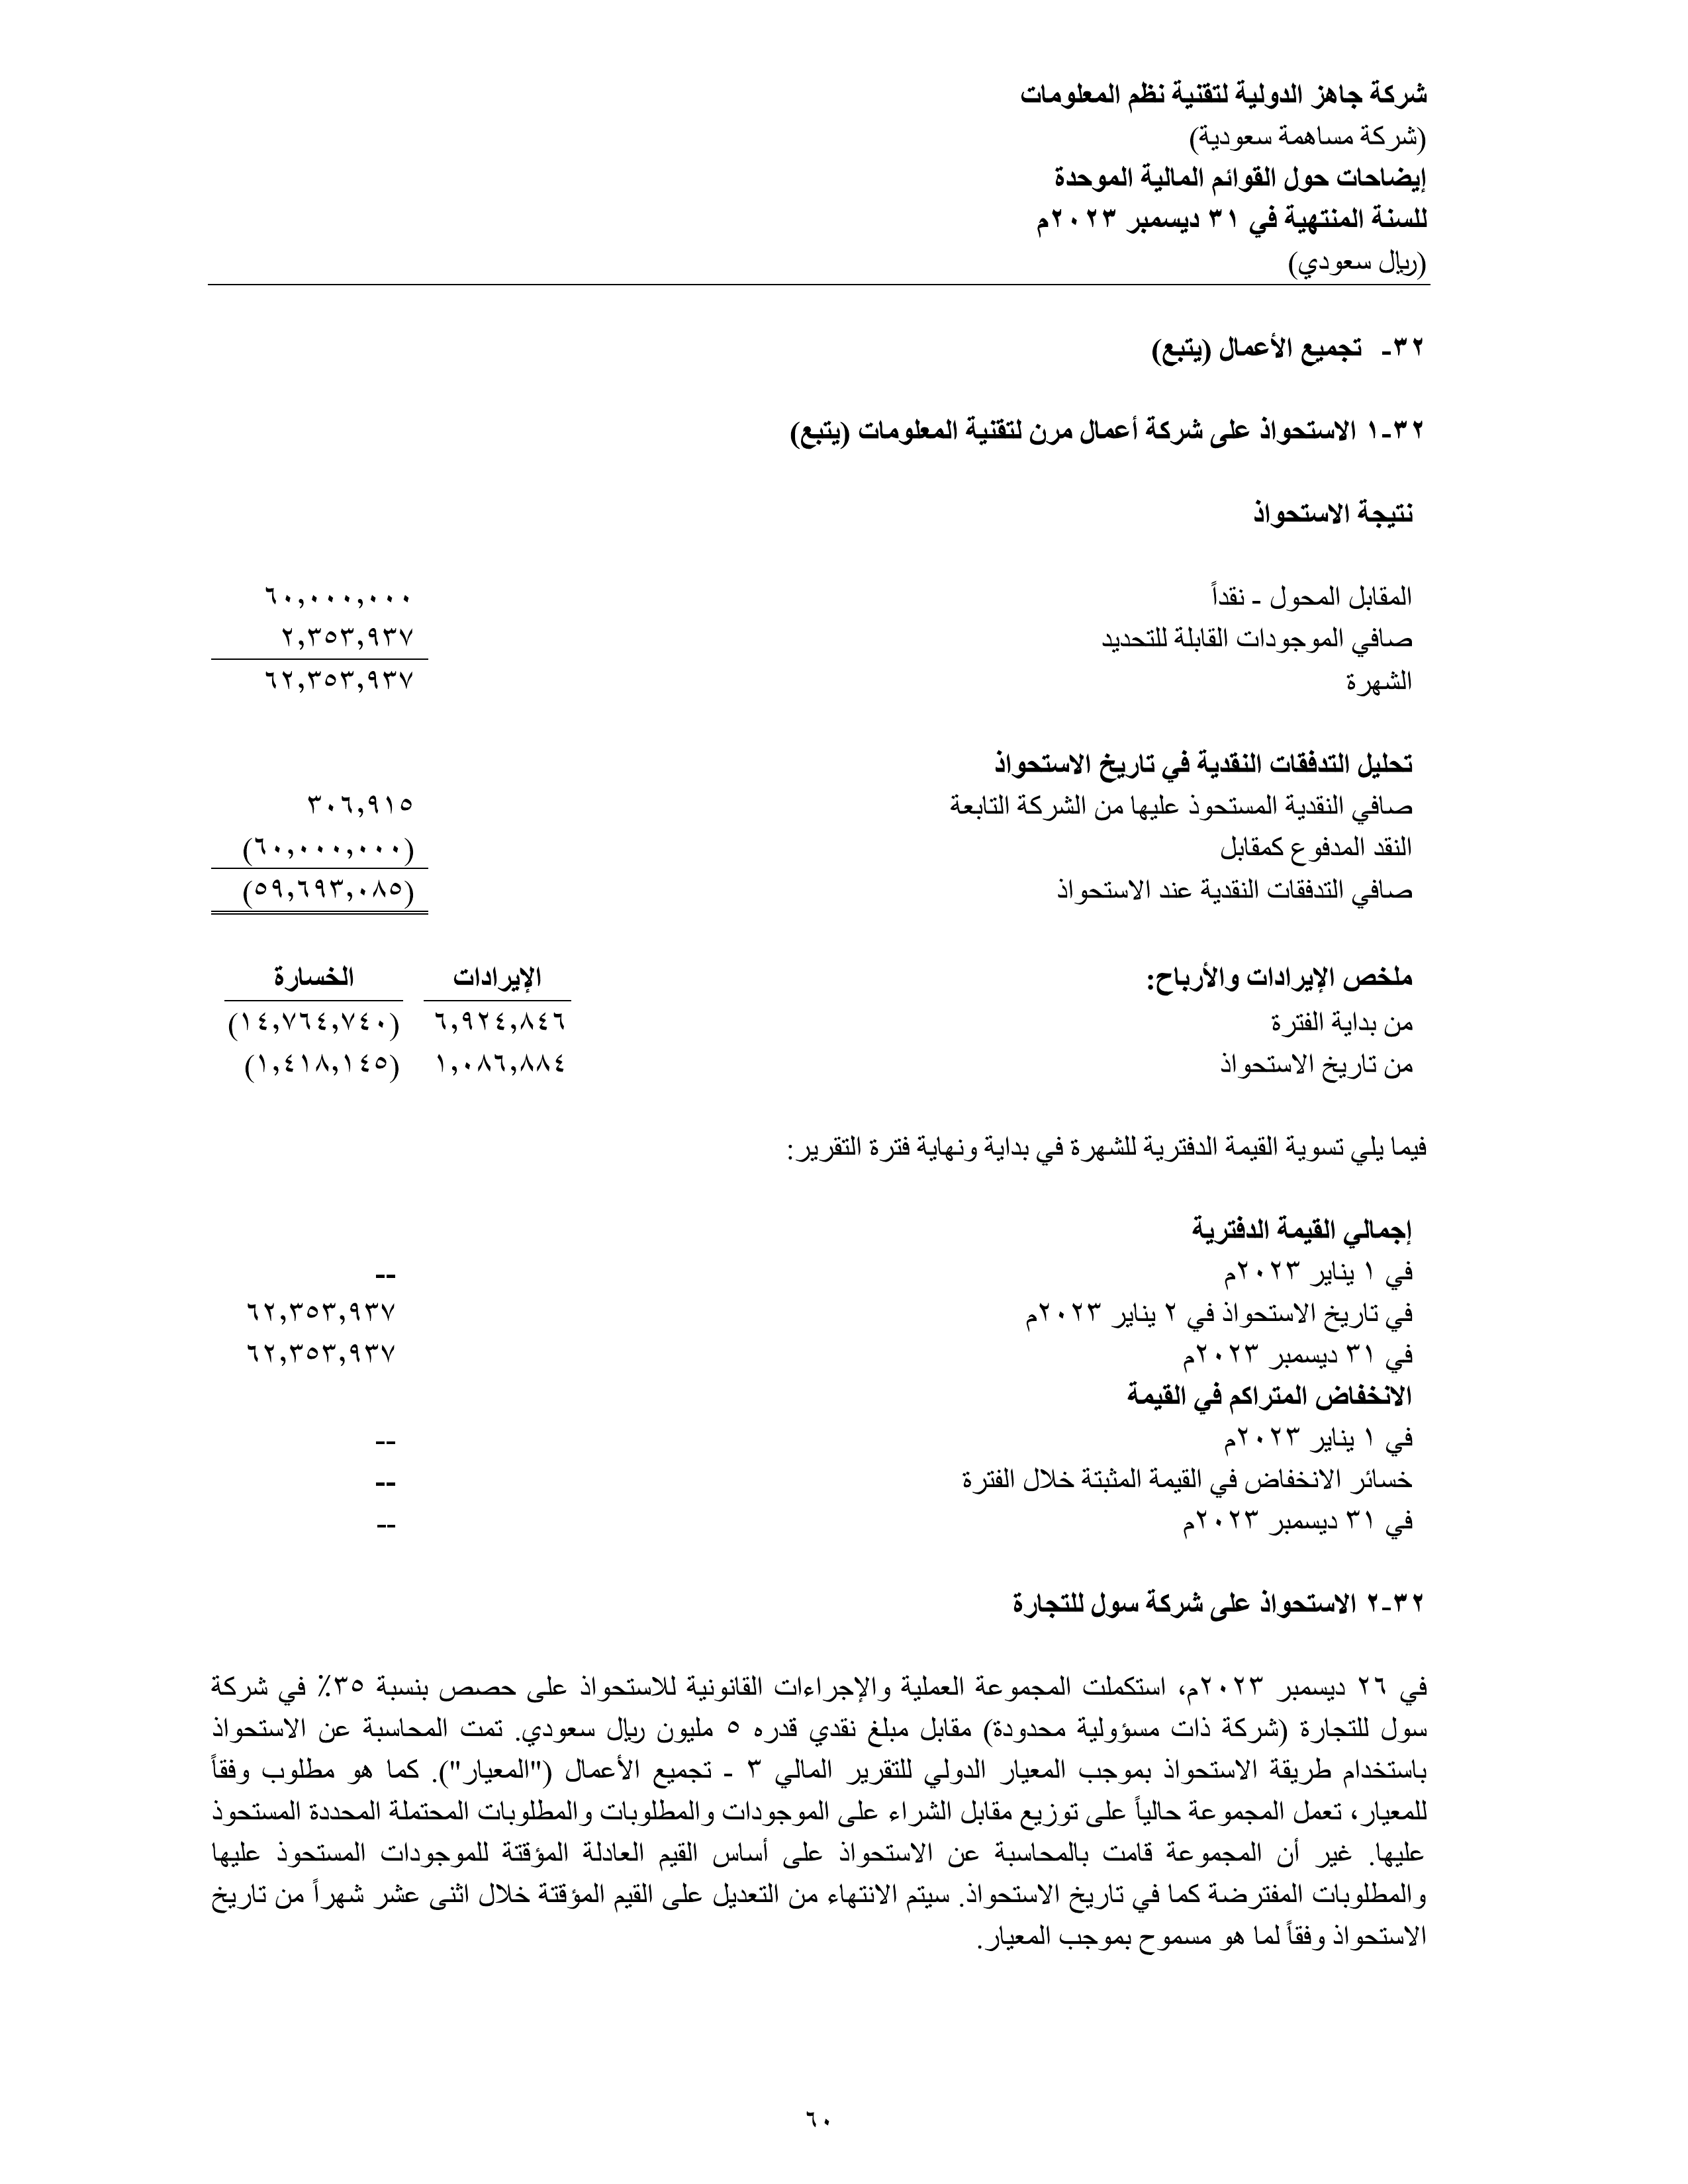 شركة جاهز الدولية لتقنية نظم المعلومات
(شركة مساهمة سعودية)
إيضاحات حول القوائم المالية الموحدة
للسنة المنتهية في ٣١ ديسمبر ٢٠٢٣م
(ريال سعودي)
٣٢- تجميع الأعمال (يتبع)
٣٢-١ الاستحواذ على شركة أعمال مرن لتقنية المعلومات (يتبع)
نتيجة الاستحواذ
المقابل المحول - نقداً ٦٠,٠٠٠,٠٠٠
صافي الموجودات القابلة للتحديد ٢,٣٥٣,٩٣٧
الشهرة ٦٢,٣٥٣,٩٣٧
تحليل التدفقات النقدية في تاريخ الاستحواذ
صافي النقدية المستحوذ عليها من الشركة التابعة ٣٠٦,٩١٥
النقد المدفوع كمقابل (٦٠,٠٠٠,٠٠٠)
صافي التدفقات النقدية عند الاستحواذ (٥٩,٦٩٣,٠٨٥)
ملخص الإيرادات والأرباح: الإيرادات الخسارة
من بداية الفترة ٦,٩٢٤,٨٤٦ (١٤,٧٦٤,٧٤٠)
من تاريخ الاستحواذ ١,٠٨٦,٨٨٤ (١,٤١٨,١٤٥)
فيما يلي تسوية القيمة الدفترية للشهرة في بداية ونهاية فترة التقرير:
إجمالي القيمة الدفترية
في ١ يناير ٢٠٢٣م --
في تاريخ الاستحواذ في ٢ يناير ٢٠٢٣م ٦٢,٣٥٣,٩٣٧
في ٣١ ديسمبر ٢٠٢٣م ٦٢,٣٥٣,٩٣٧
الانخفاض المتراكم في القيمة
في ١ يناير ٢٠٢٣م --
خسائر الانخفاض في القيمة المثبتة خلال الفترة --
في ٣١ ديسمبر ٢٠٢٣م --
٣٢-٢ الاستحواذ على شركة سول للتجارة
في ٢٦ ديسمبر ٢٠٢٣م، استكملت المجموعة العملية والإجراءات القانونية للاستحواذ على حصص بنسبة ٣٥٪ في شركة
سول للتجارة (شركة ذات مسؤولية محدودة) مقابل مبلغ نقدي قدره ٥ مليون ريال سعودي. تمت المحاسبة عن الاستحواذ
باستخدام طريقة الاستحواذ بموجب المعيار الدولي للتقرير المالي ٣ - تجميع الأعمال ("المعيار"). كما هو مطلوب وفقاً
للمعيار، تعمل المجموعة حالياً على توزيع مقابل الشراء على الموجودات والمطلوبات والمطلوبات المحتملة المحددة المستحوذ
عليها. غير أن المجموعة قامت بالمحاسبة عن الاستحواذ على أساس القيم العادلة المؤقتة للموجودات المستحوذ عليها
والمطلوبات المفترضة كما في تاريخ الاستحواذ. سيتم الانتهاء من التعديل على القيم المؤقتة خلال اثنى عشر شهراً من تاريخ
الاستحواذ وفقاً لما هو مسموح بموجب المعيار.
٦٠